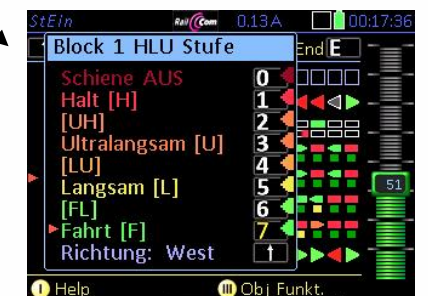 StEin RailCom 0.13A 00:17:36
Block 1 HLU Stufe
End E
Schiene AUS 0
Halt [H] 1
[UH] 2
Ultralangsam [U] 3
[LU] 4
Langsam [L] 5
[FL] 6
Fahrt [F] 7
Richtung: West ↑
51
I Help III Obj Funkt.